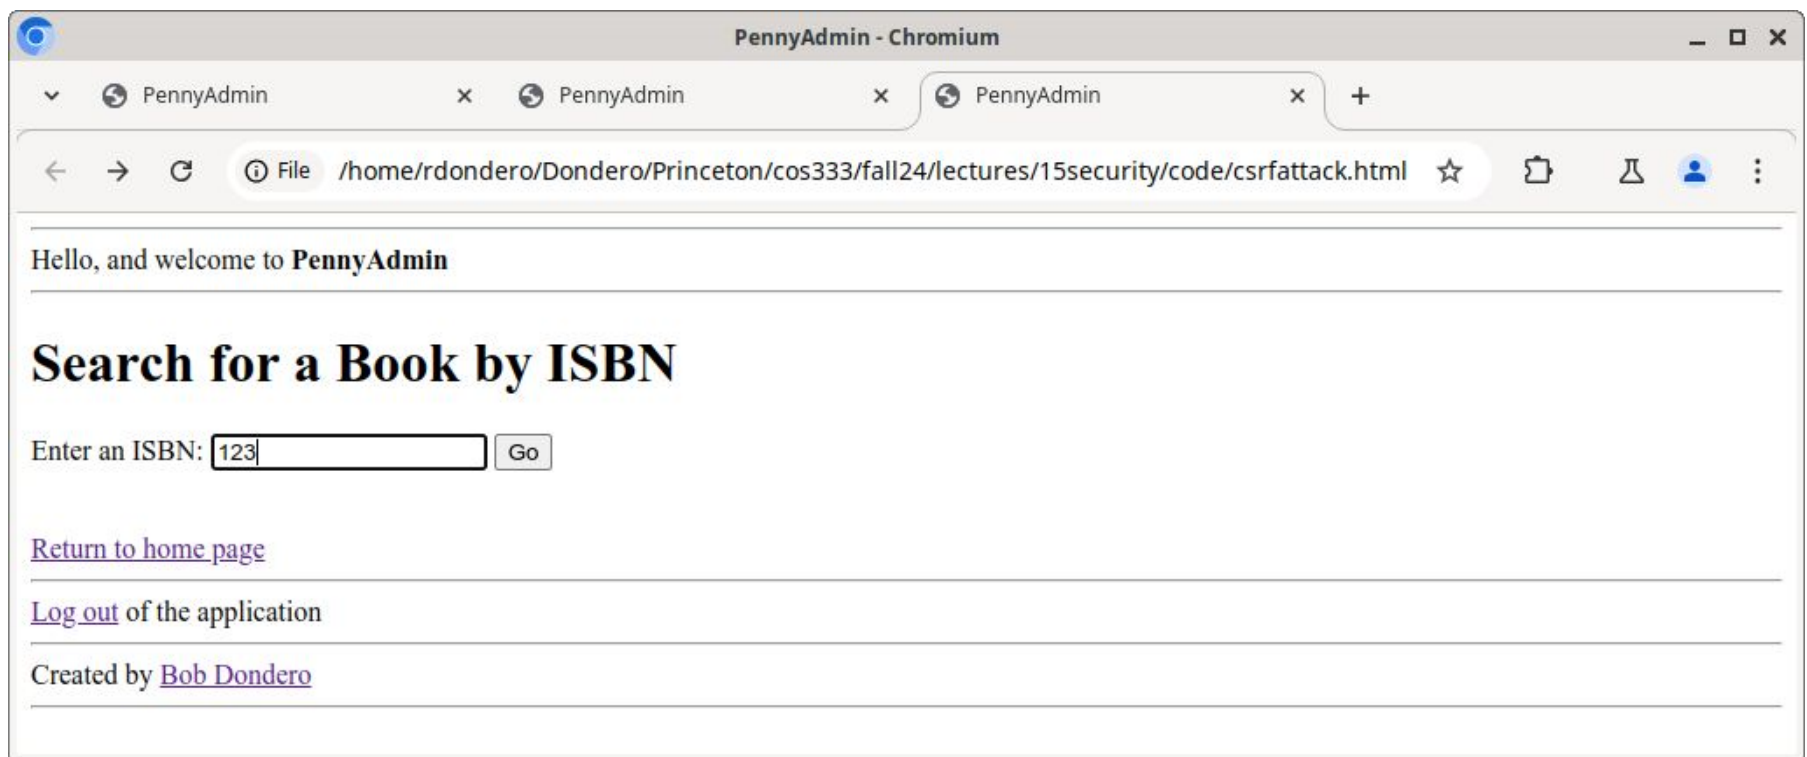 PennyAdmin - Chromium
PennyAdmin PennyAdmin PennyAdmin
File /home/rdondero/Dondero/Princeton/cos333/fall24/lectures/15security/code/csrfattack.html
Hello, and welcome to PennyAdmin
Search for a Book by ISBN
Enter an ISBN: 123 Go
Return to home page
Log out of the application
Created by Bob Dondero